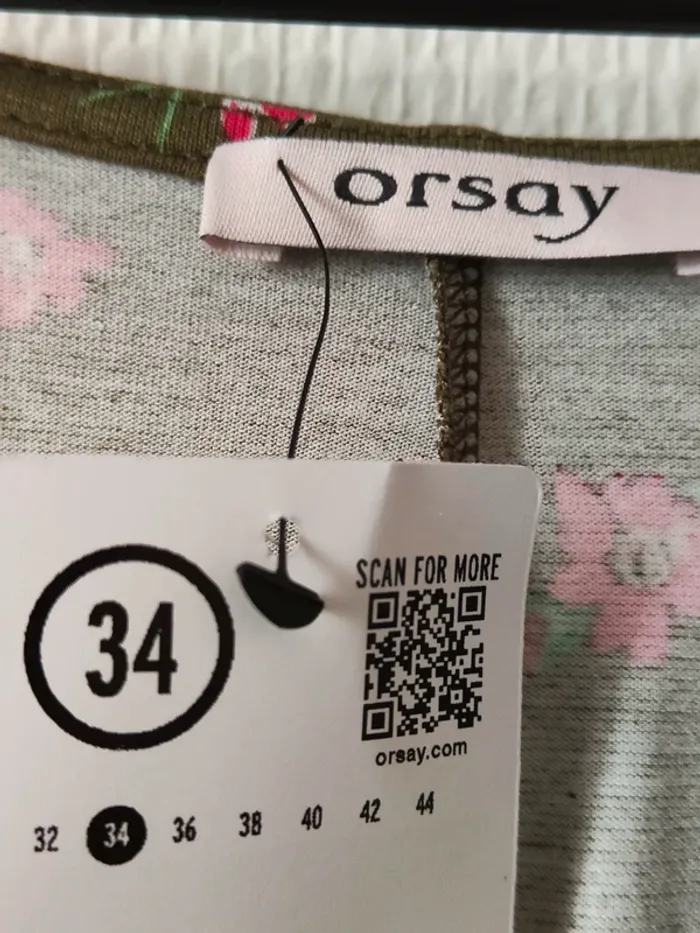 orsay
34
SCAN FOR MORE
orsay.com
32 34 36 38 40 42 44